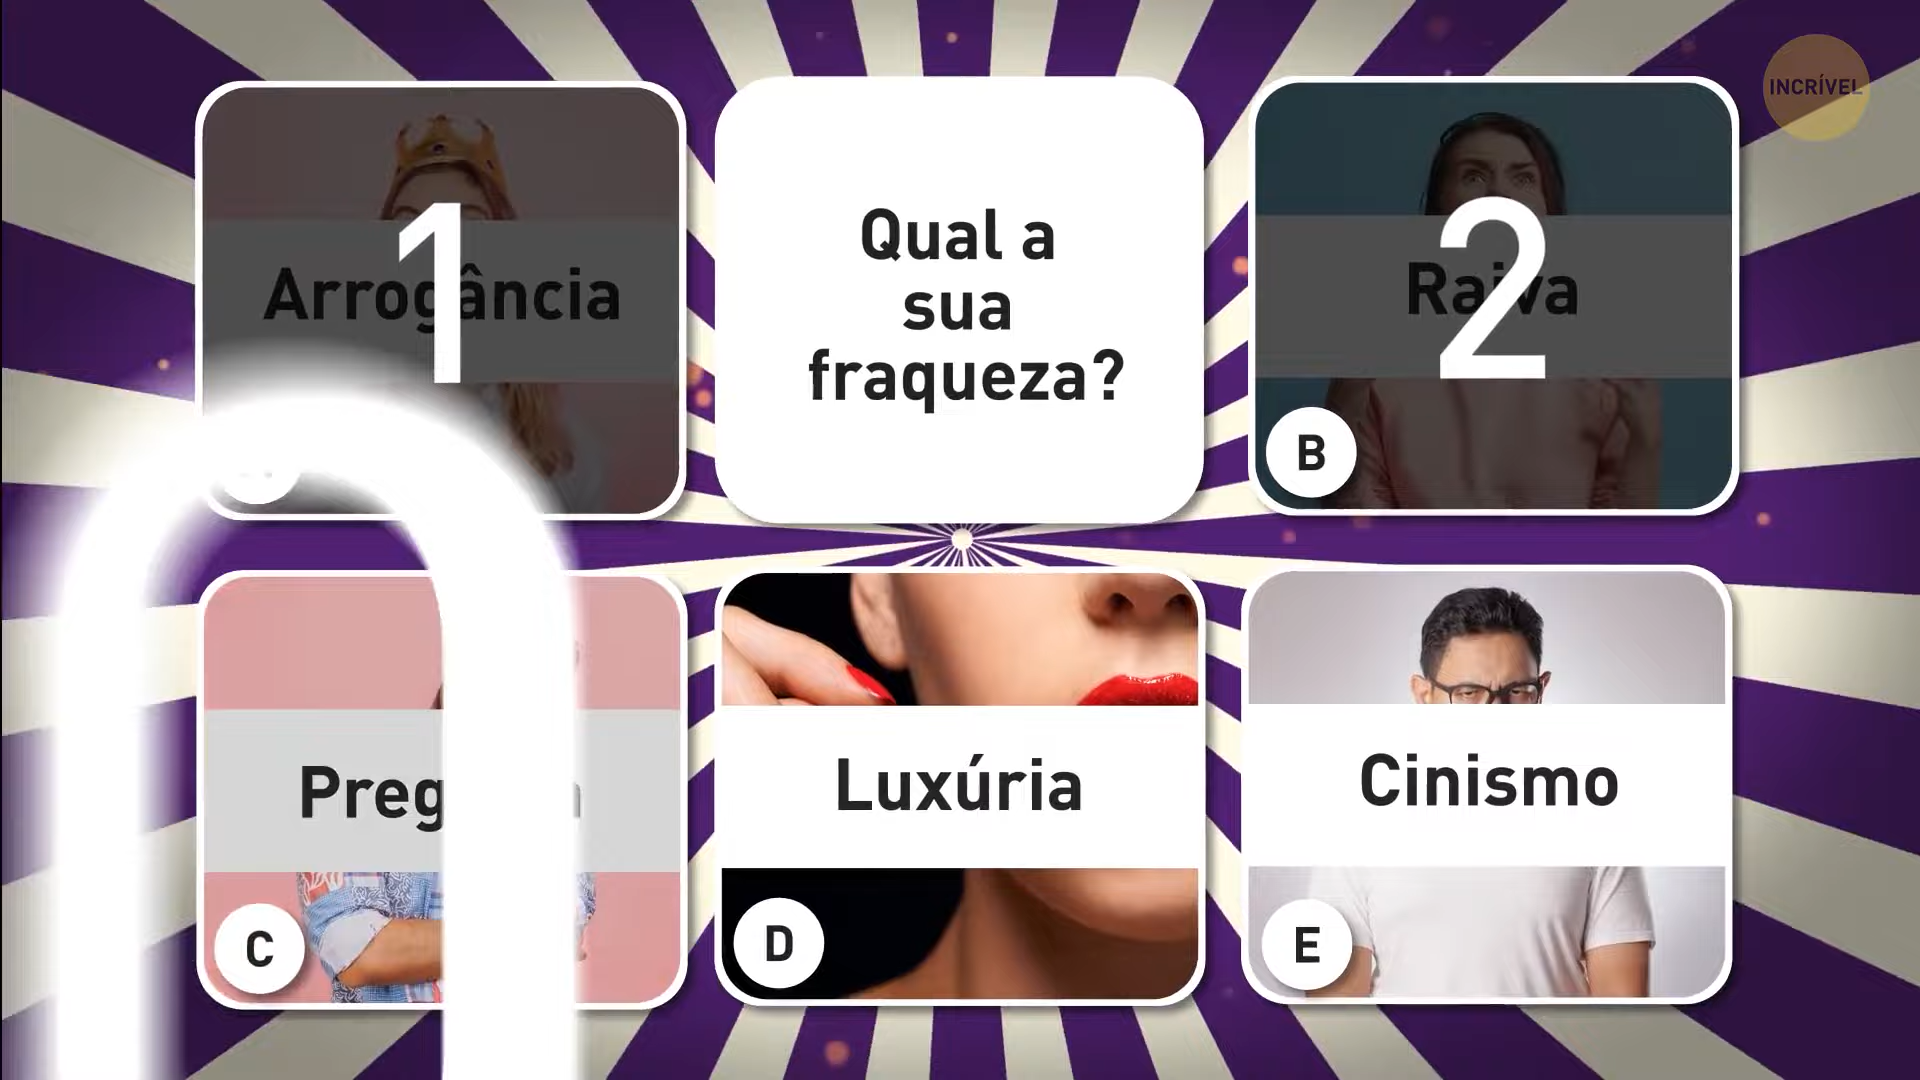 INCRÍVEL
Arrogância
1
Qual a
sua
fraqueza?
Raiva
2
B
C
Luxúria
D
Cinismo
E